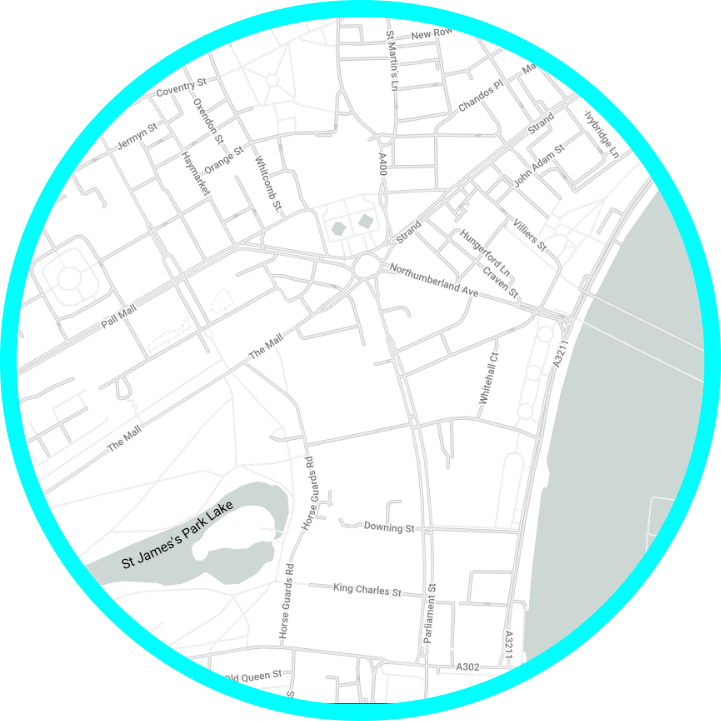 New Row
St Martin's Ln
Coventry St
Chandos Pl
Oxendon St
Strand
Ivybridge Ln
Jermyn St
Orange St
Haymarket
Whitcomb St
A400
John Adam St
Strand
Villiers St
Hungerford Ln
Craven St
Northumberland Ave
Pall Mall
The Mall
A3211
Whitehall Ct
The Mall
Horse Guards Rd
St James's Park Lake
Downing St
Horse Guards Rd
King Charles St
Parliament St
A3211
A302
Old Queen St